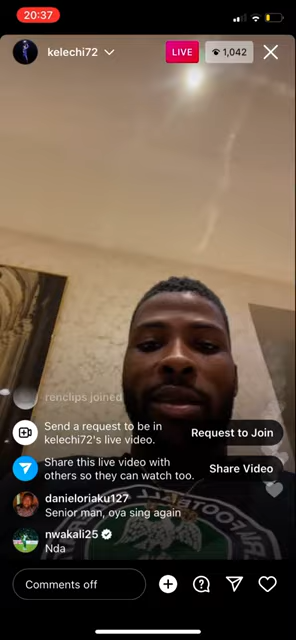 20:37
kelechi72
LIVE
1,042
renclips joined
Send a request to be in
kelechi72's live video.
Request to Join
Share this live video with
others so they can watch too.
Share Video
danieloriaku127
Senior man, oya sing again
nwakali25
Nda
Comments off